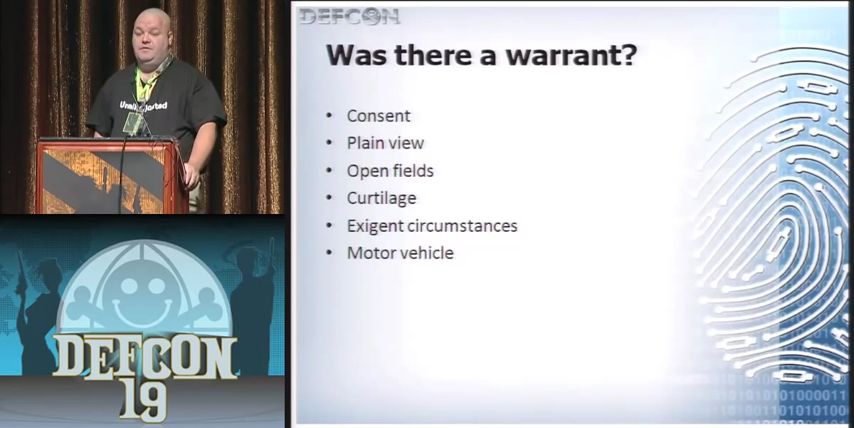 DEFCON
Was there a warrant?
• Consent
• Plain view
• Open fields
• Curtilage
• Exigent circumstances
• Motor vehicle
DEFCON
19